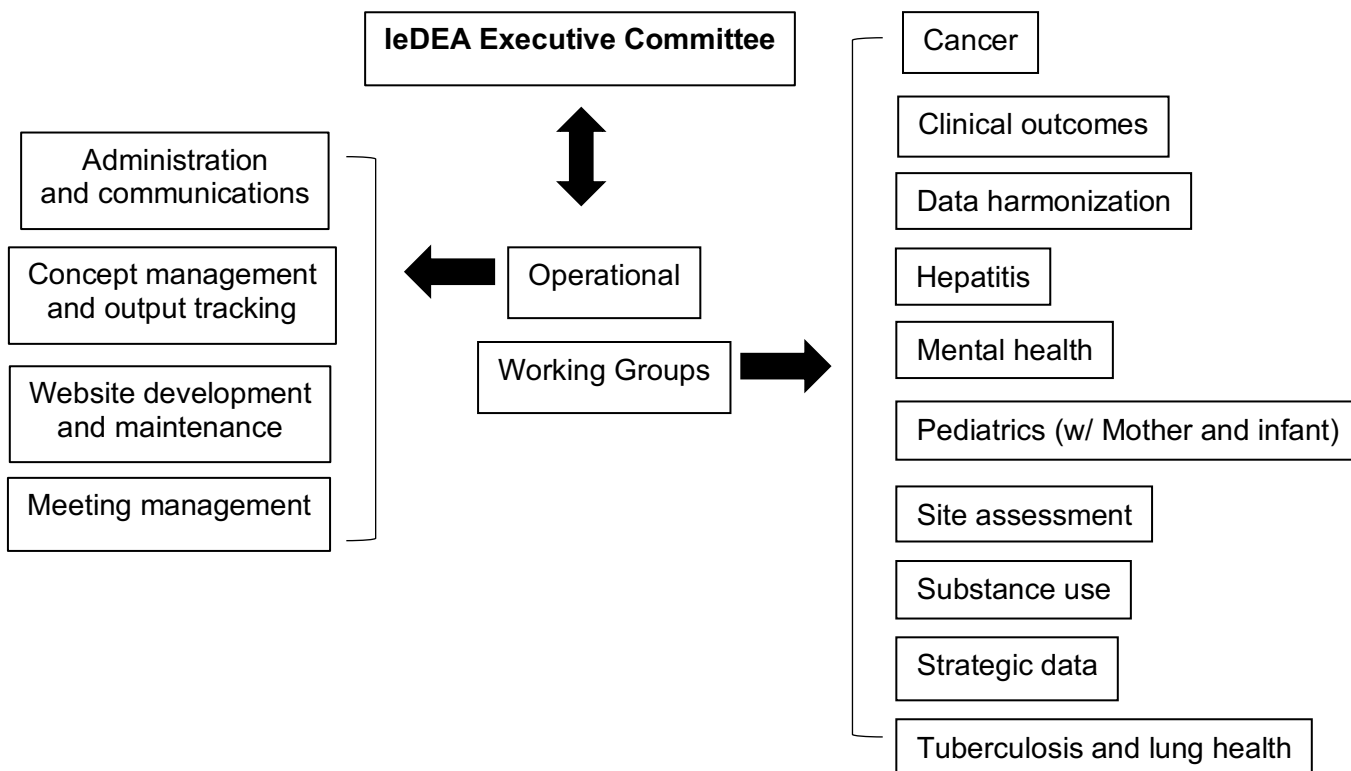 IeDEA Executive Committee
Administration
and communications
Concept management
and output tracking
Website development
and maintenance
Meeting management
Operational
Working Groups
Cancer
Clinical outcomes
Data harmonization
Hepatitis
Mental health
Pediatrics (w/ Mother and infant)
Site assessment
Substance use
Strategic data
Tuberculosis and lung health